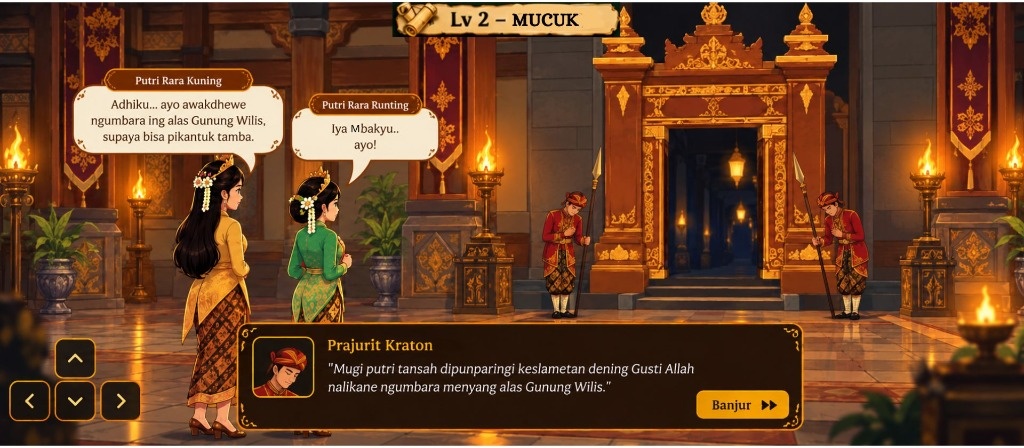 Lv 2 – MUCUK
Putri Rara Kuning
Adhiku... ayo awakdhewe
ngumbara ing alas Gunung Wilis,
supaya bisa pikantuk tamba.
Putri Rara Runting
Iya Mbakyu..
ayo!
Prajurit Kraton
"Mugi putri tansah dipunparingi keslametan dening Gusti Allah
nalikane ngumbara menyang alas Gunung Wilis."
Banjur